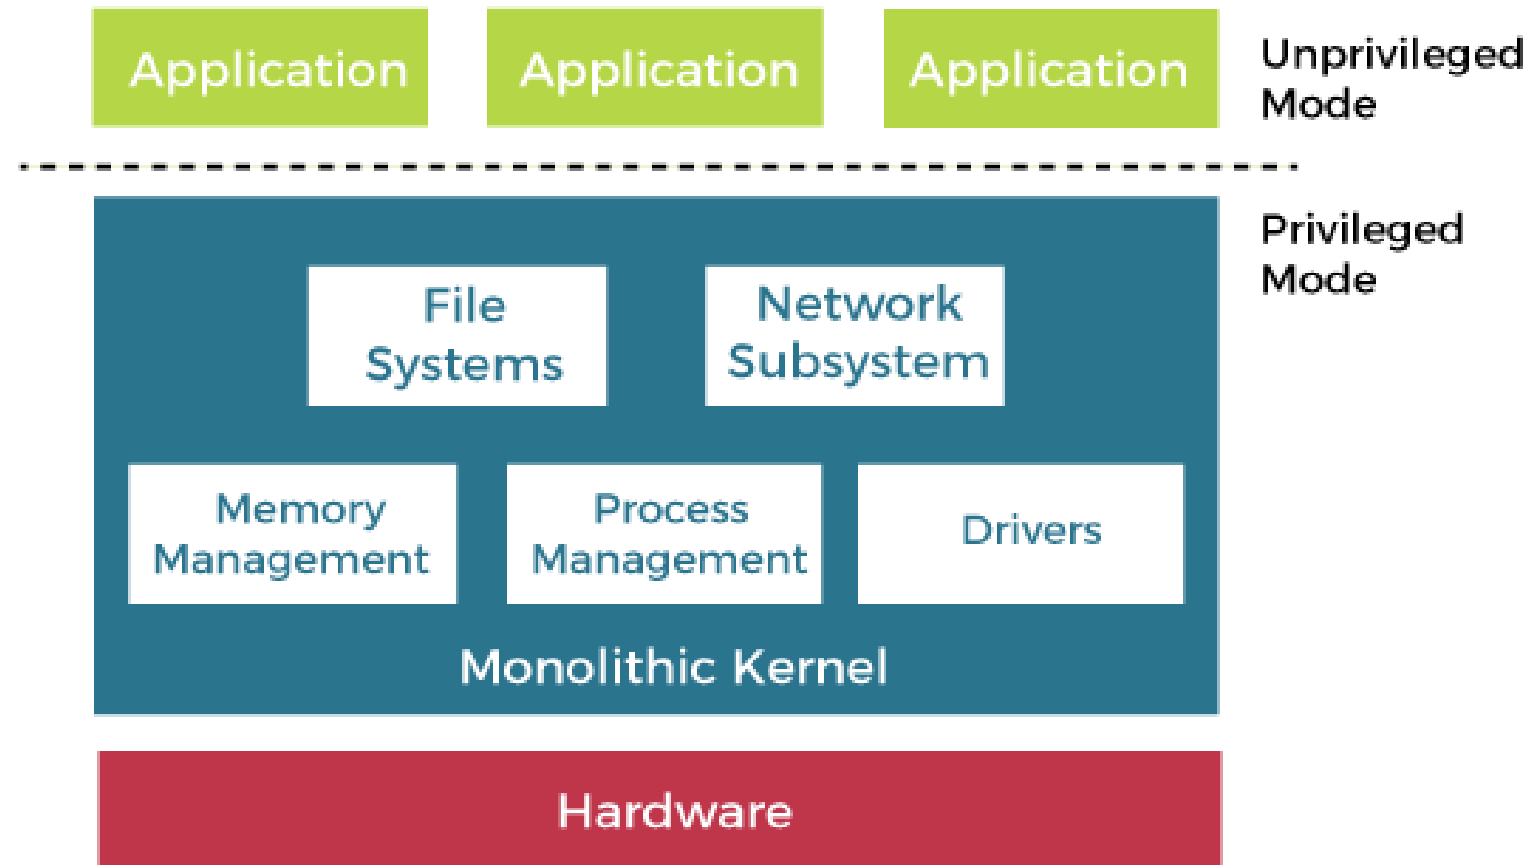 Application
Application
Application
Unprivileged
Mode
Privileged
Mode
File
Systems
Network
Subsystem
Memory
Management
Process
Management
Drivers
Monolithic Kernel
Hardware